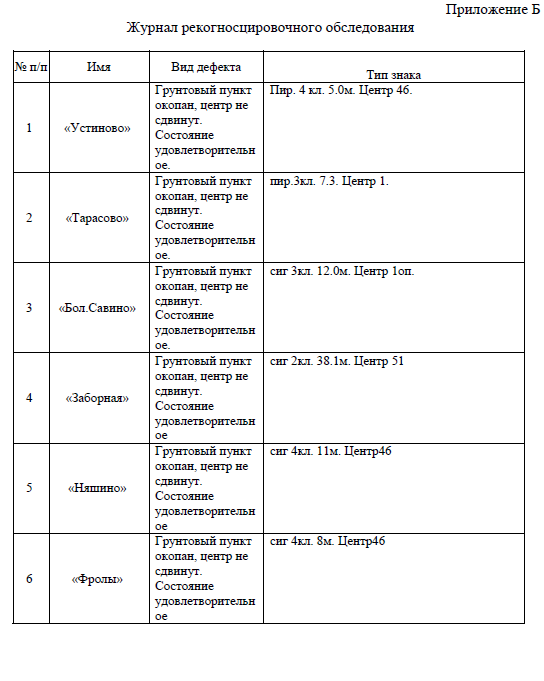 Приложение Б
Журнал рекогносцировочного обследования
№ п/п Имя Вид дефекта Тип знака
1 «Устиново» Грунтовый пункт окопан, центр не сдвинут. Состояние удовлетворительн ое. Пир. 4 кл. 5.0м. Центр 46.
2 «Тарасово» Грунтовый пункт окопан, центр не сдвинут. Состояние удовлетворительн ое. пир.3кл. 7.3. Центр 1.
3 «Бол.Савино» Грунтовый пункт окопан, центр не сдвинут. Состояние удовлетворительн ое. сиг 3кл. 12.0м. Центр 1оп.
4 «Заборная» Грунтовый пункт окопан, центр не сдвинут. Состояние удовлетворительн ое сиг 2кл. 38.1м. Центр 51
5 «Няшино» Грунтовый пункт окопан, центр не сдвинут. Состояние удовлетворительн ое сиг 4кл. 11м. Центр46
6 «Фролы» Грунтовый пункт окопан, центр не сдвинут. Состояние удовлетворительн ое сиг 4кл. 8м. Центр46